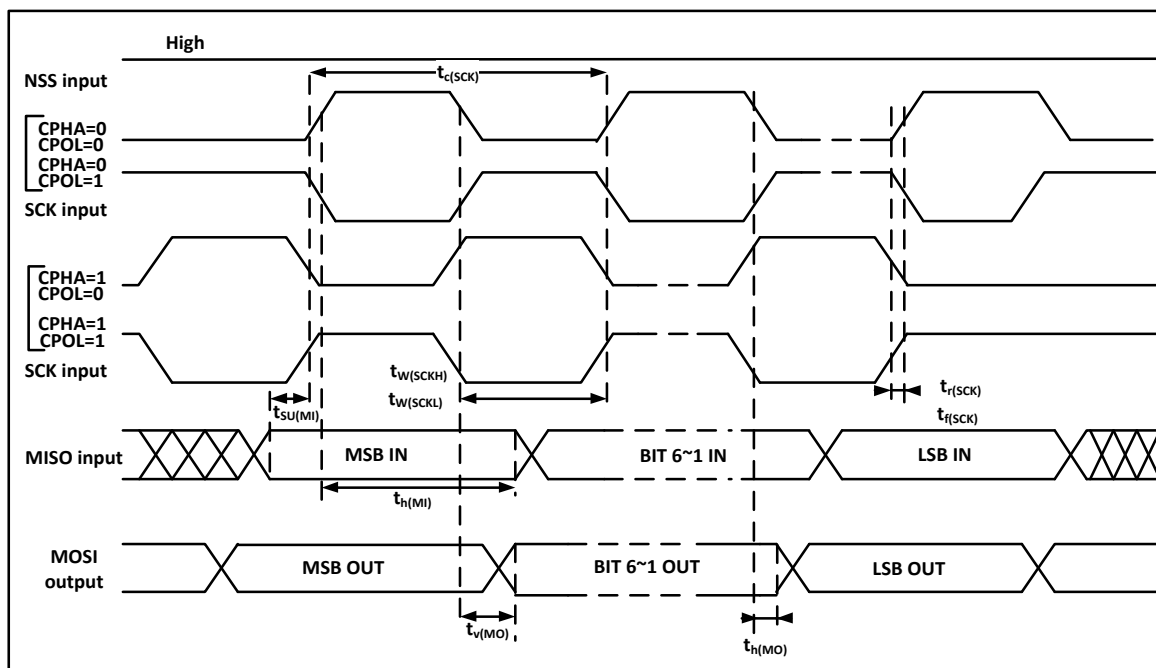 High
NSS input
tc(SCK)
CPHA=0
CPOL=0
CPHA=0
CPOL=1
SCK input
CPHA=1
CPOL=0
CPHA=1
CPOL=1
SCK input
tW(SCKH)
tW(SCKL)
tr(SCK)
tf(SCK)
tSU(MI)
MISO input
MSB IN
BIT 6~1 IN
LSB IN
th(MI)
MOSI
output
MSB OUT
BIT 6~1 OUT
LSB OUT
tv(MO)
th(MO)